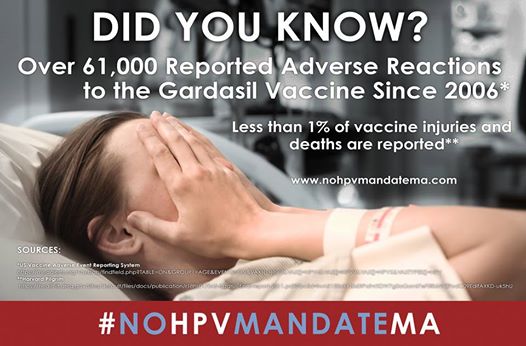 DID YOU KNOW?
Over 61,000 Reported Adverse Reactions
to the Gardasil Vaccine Since 2006*
Less than 1% of vaccine injuries and
deaths are reported**
www.nohpvmandatema.com
SOURCES:
*US Vaccine Adverse Event Reporting System
**Harvard Pilgrim
#NOHPVMANDATEMA